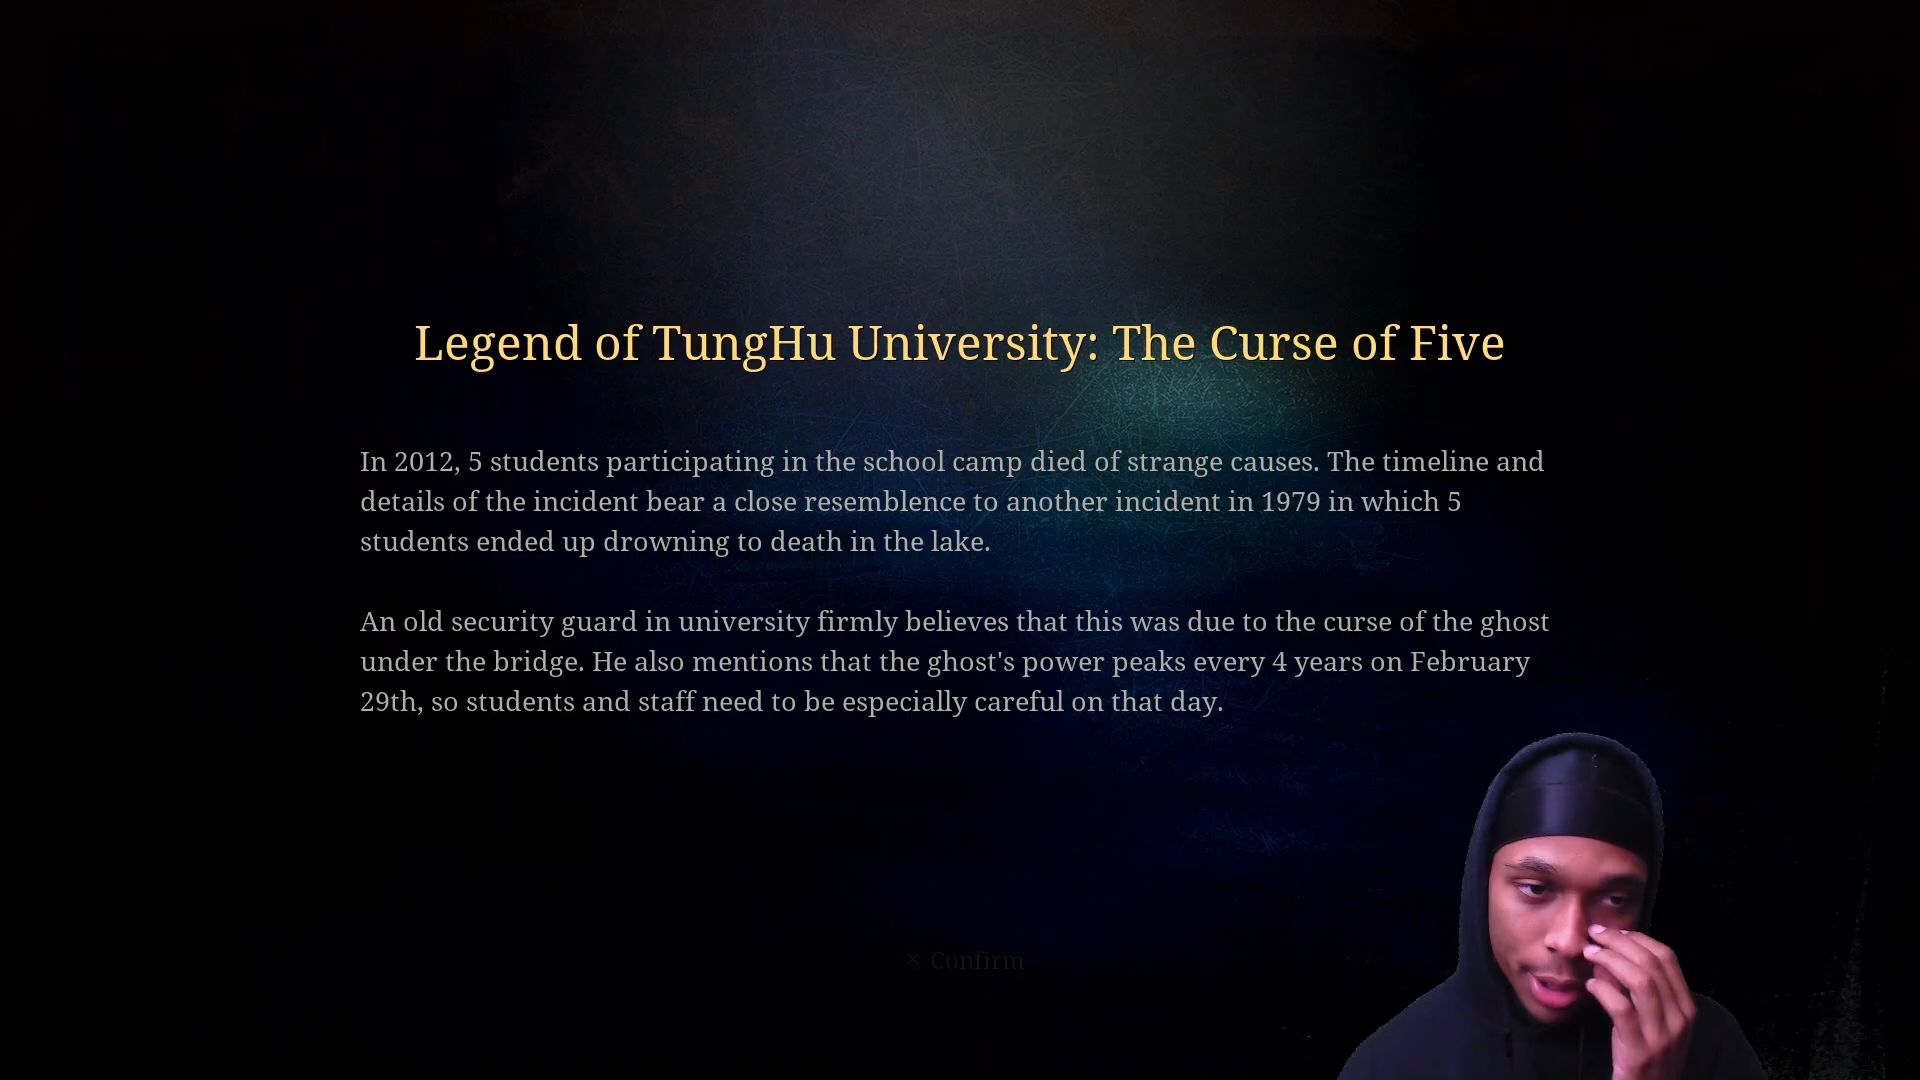 Legend of TungHu University: The Curse of Five
In 2012, 5 students participating in the school camp died of strange causes. The timeline and
details of the incident bear a close resemblence to another incident in 1979 in which 5
students ended up drowning to death in the lake.
An old security guard in university firmly believes that this was due to the curse of the ghost
under the bridge. He also mentions that the ghost's power peaks every 4 years on February
29th, so students and staff need to be especially careful on that day.
× Confirm